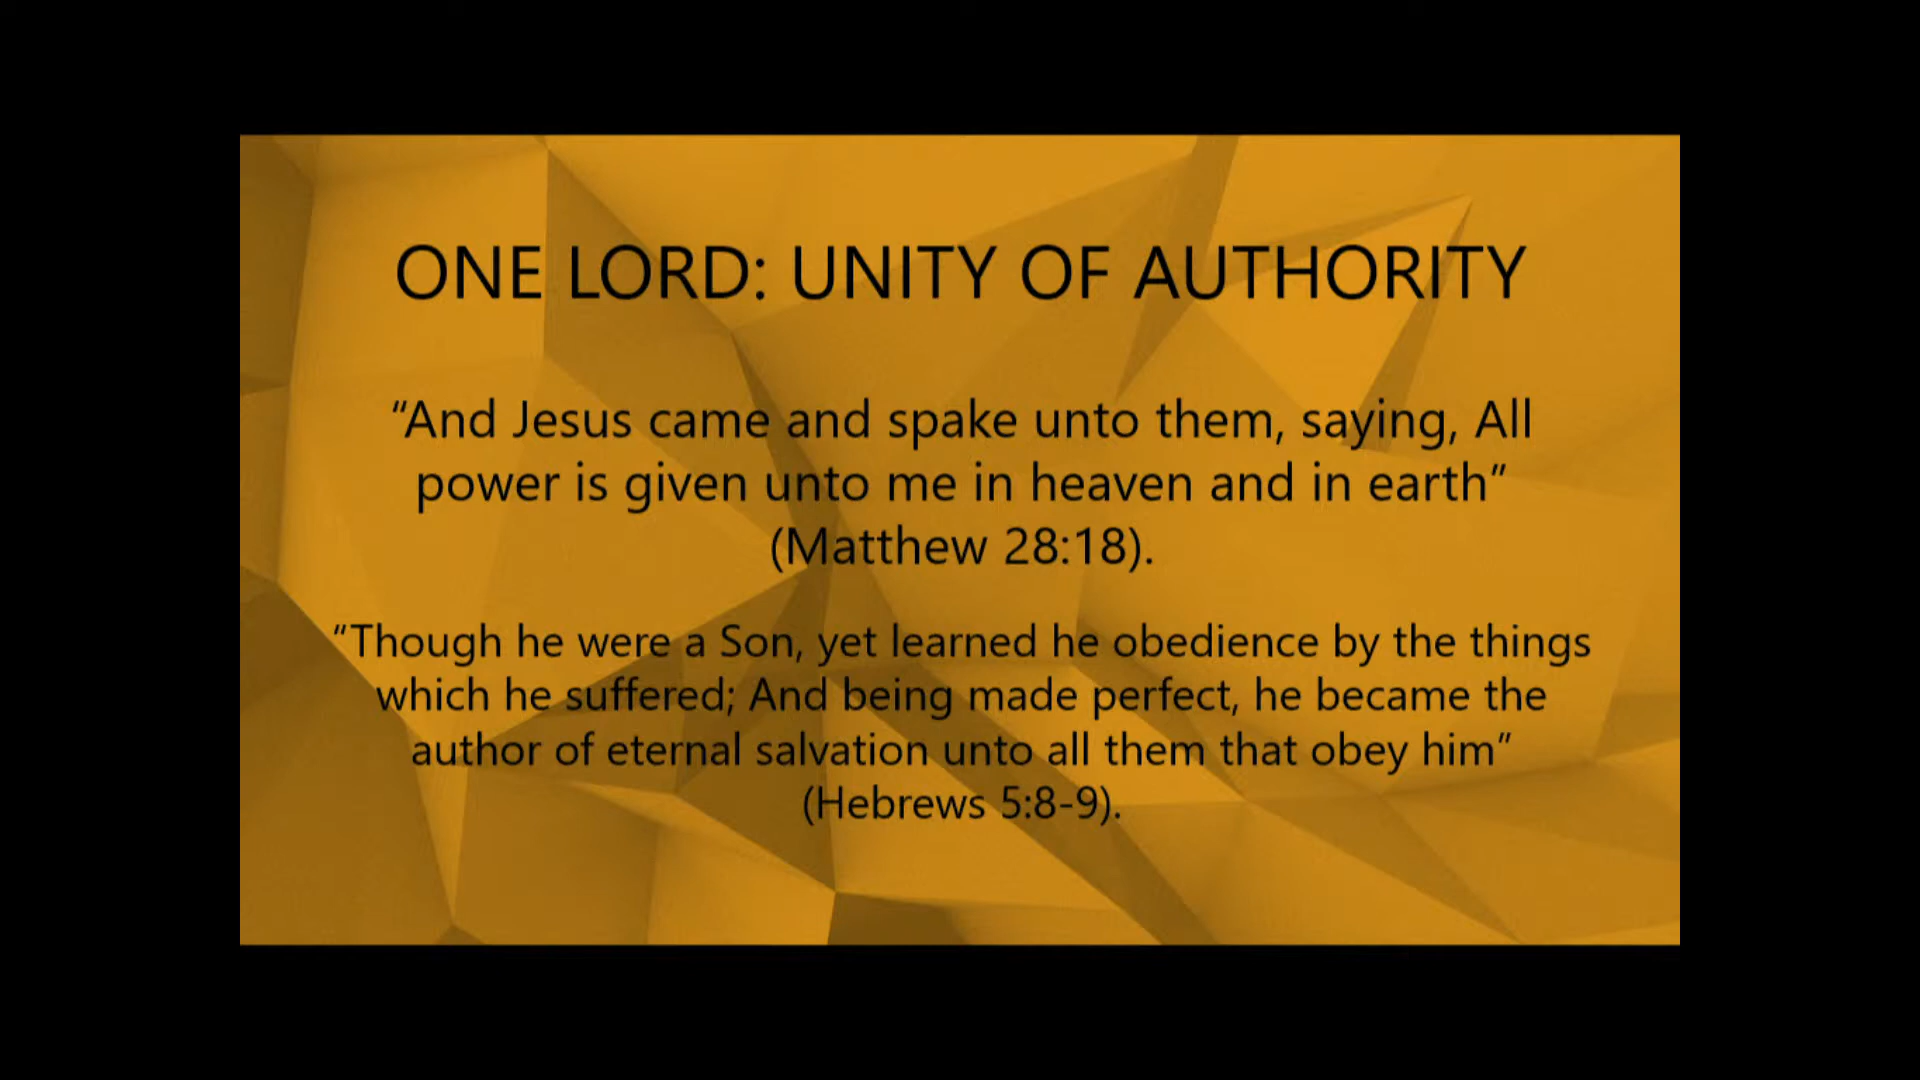 ONE LORD: UNITY OF AUTHORITY
“And Jesus came and spake unto them, saying, All
power is given unto me in heaven and in earth”
(Matthew 28:18).
“Though he were a Son, yet learned he obedience by the things
which he suffered; And being made perfect, he became the
author of eternal salvation unto all them that obey him”
(Hebrews 5:8-9).